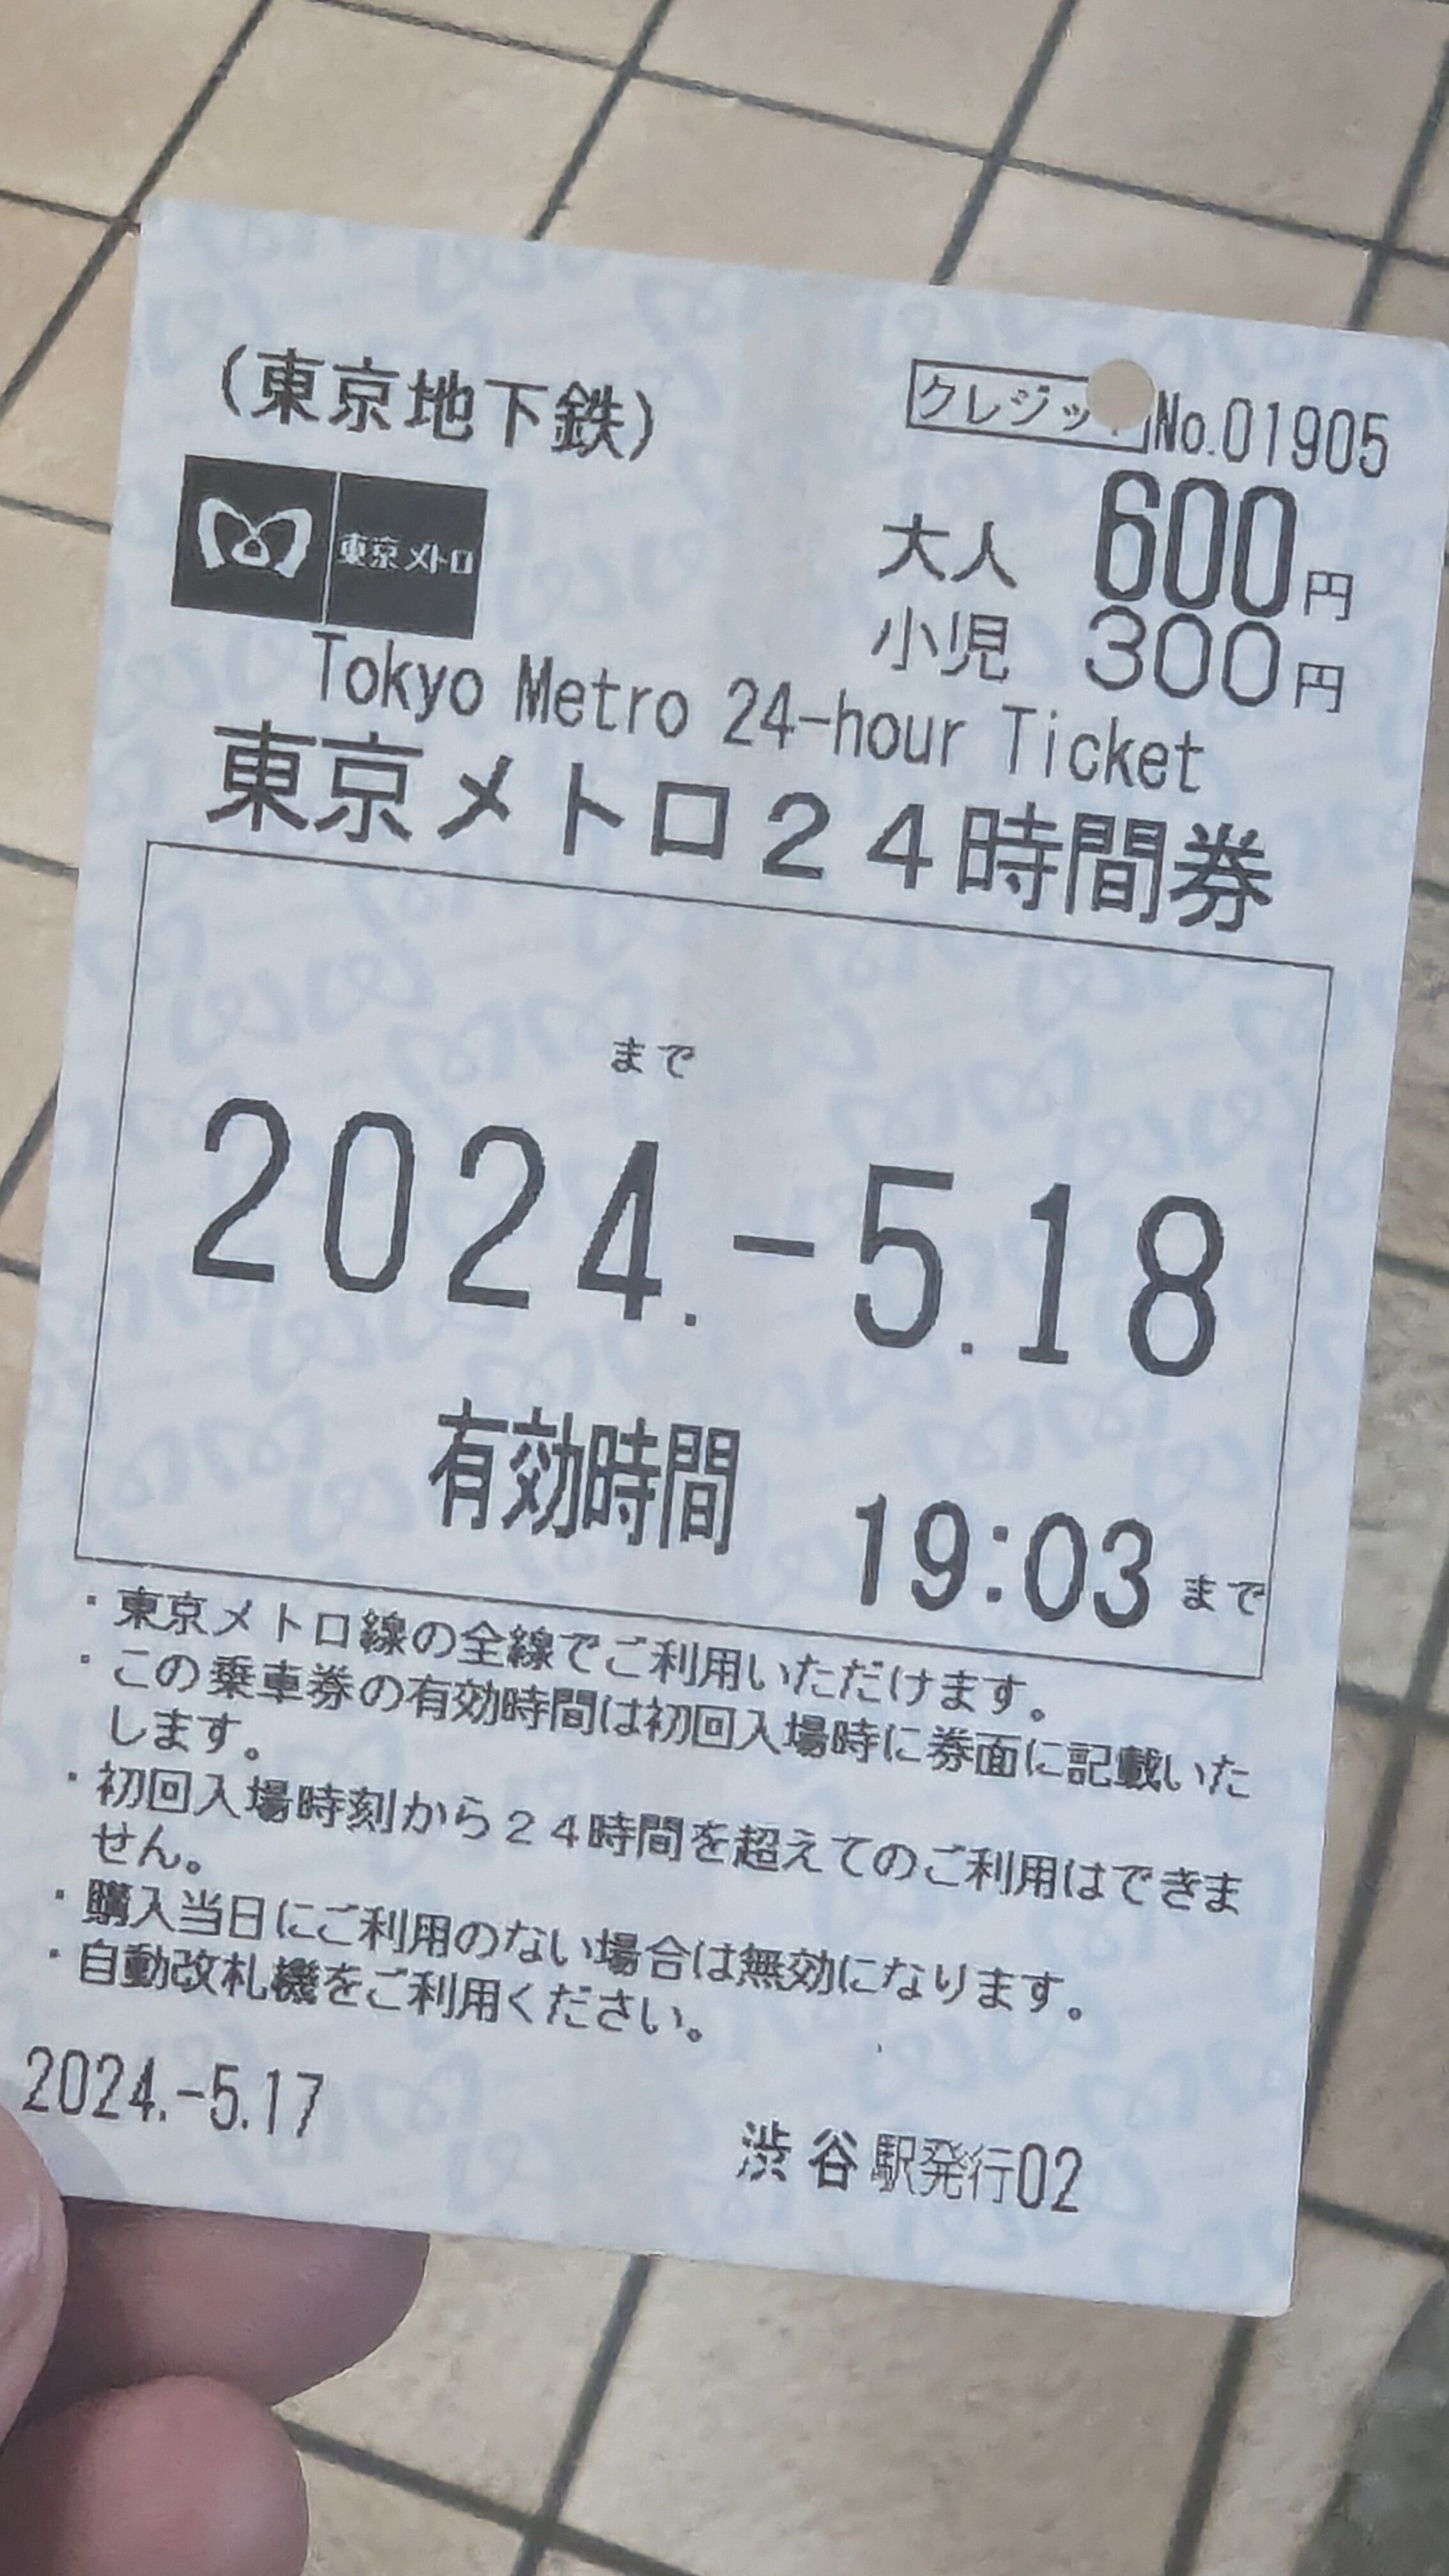 (東京地下鉄)
クレジッ No.01905
東京メトロ
大人 600円
小児 300円
Tokyo Metro 24-hour Ticket
東京メトロ24時間券
まで
2024.-5.18
有効時間 19:03まで
・東京メトロ線の全線でご利用いただけます。
・この乗車券の有効時間は初回入場時に券面に記載いた
します。
・初回入場時刻から24時間を超えてのご利用はできま
せん。
・購入当日にご利用のない場合は無効になります。
・自動改札機をご利用ください。
2024.-5.17
渋谷駅発行02